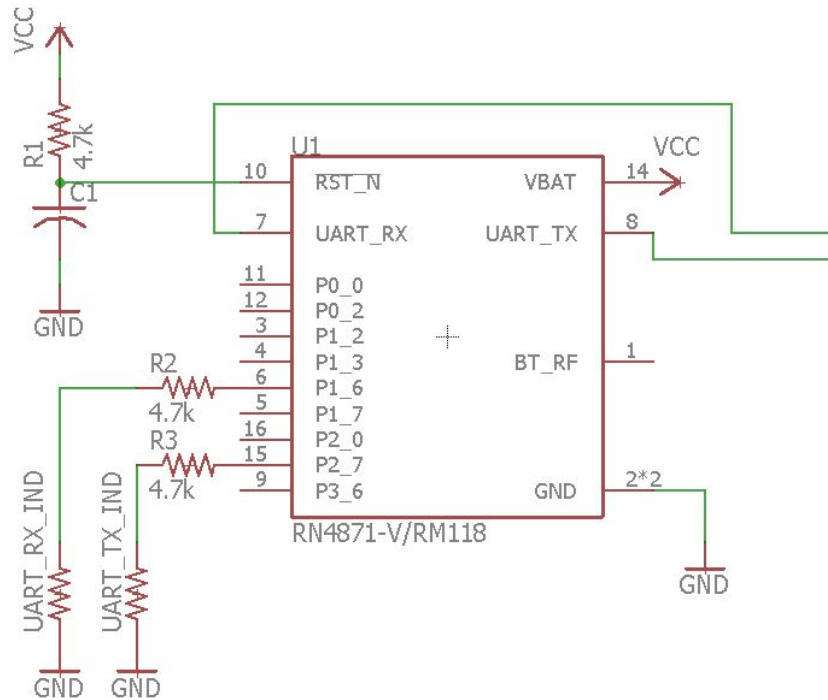 VCC
R1
4.7k
C1
GND
U1
10 RST_N VBAT 14 VCC
7 UART_RX UART_TX 8
11 P0_0
12 P0_2
3 P1_2
4 P1_3 BT_RF 1
6 P1_6
5 P1_7
16 P2_0
15 P2_7
9 P3_6 GND 2*2
RN4871-V/RM118
R2
4.7k
R3
4.7k
UART_RX_IND
UART_TX_IND
GND
GND
GND